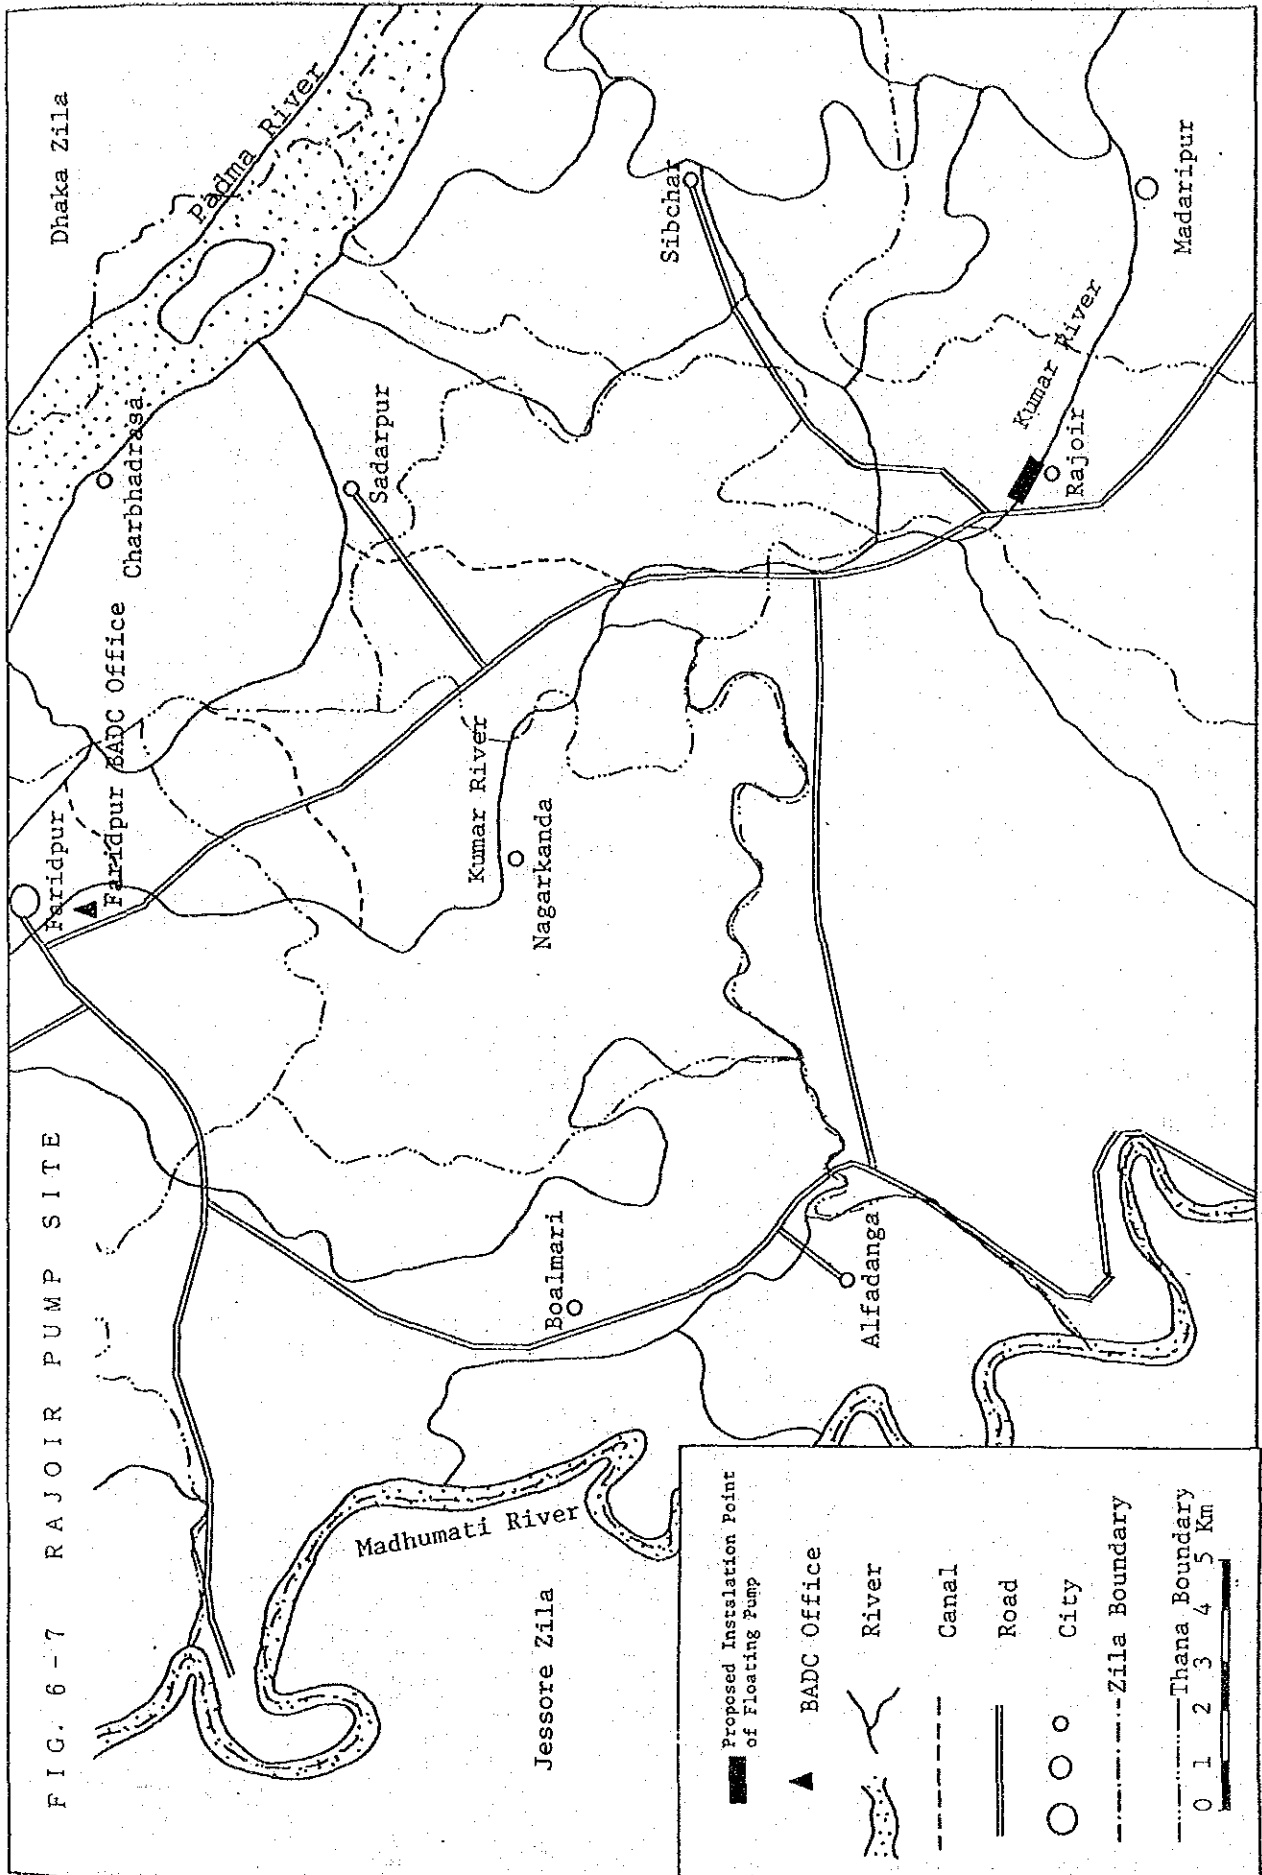 FIG. 6-7 RAJOIR PUMP SITE
Dhaka Zila
Padma River
Charbhadrasa
Faridpur
Faridpur BADC Office
Sadarpur
Sibchar
Kumar River
Nagarkanda
Kumar River
Rajoir
Madaripur
Boalmari
Alfadanga
Madhumati River
Jessore Zila
Proposed Instslation Point
of Floating Pump
BADC Office
River
Canal
Road
City
Zila Boundary
Thana Boundary
0 1 2 3 4 5 Km